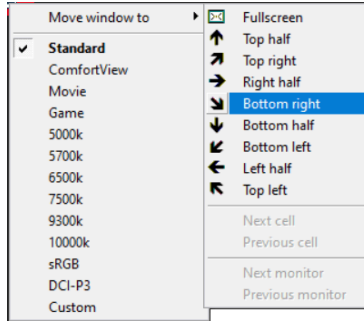 Move window to
Standard
ComfortView
Movie
Game
5000k
5700k
6500k
7500k
9300k
10000k
sRGB
DCI-P3
Custom
Fullscreen
Top half
Top right
Right half
Bottom right
Bottom half
Bottom left
Left half
Top left
Next cell
Previous cell
Next monitor
Previous monitor